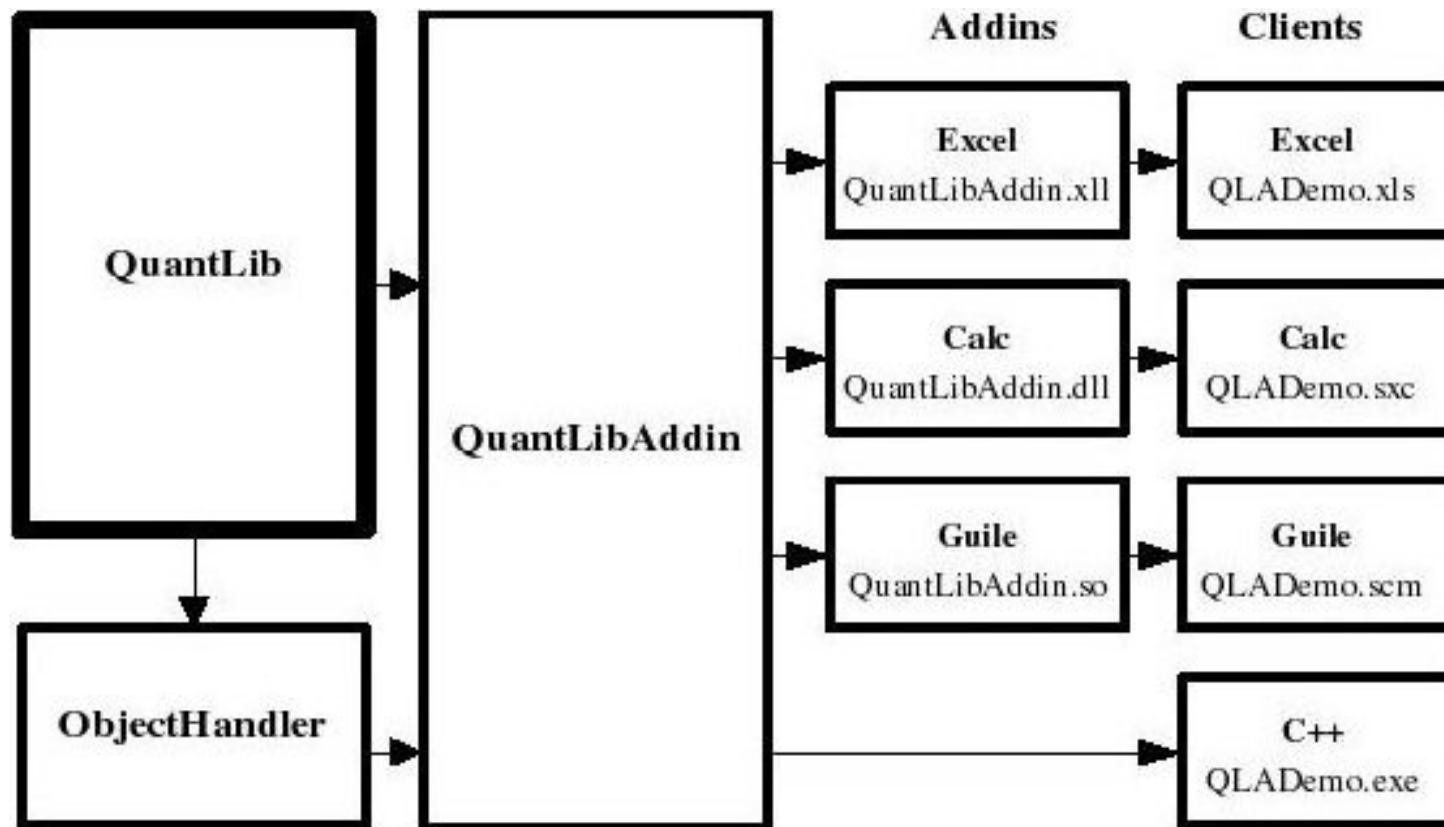 Addins
Clients
QuantLib
ObjectHandler
QuantLibAddin
Excel
QuantLibAddin.xll
Excel
QLADemo.xls
Calc
QuantLibAddin.dll
Calc
QLADemo.sxc
Guile
QuantLibAddin.so
Guile
QLADemo.scm
C++
QLADemo.exe